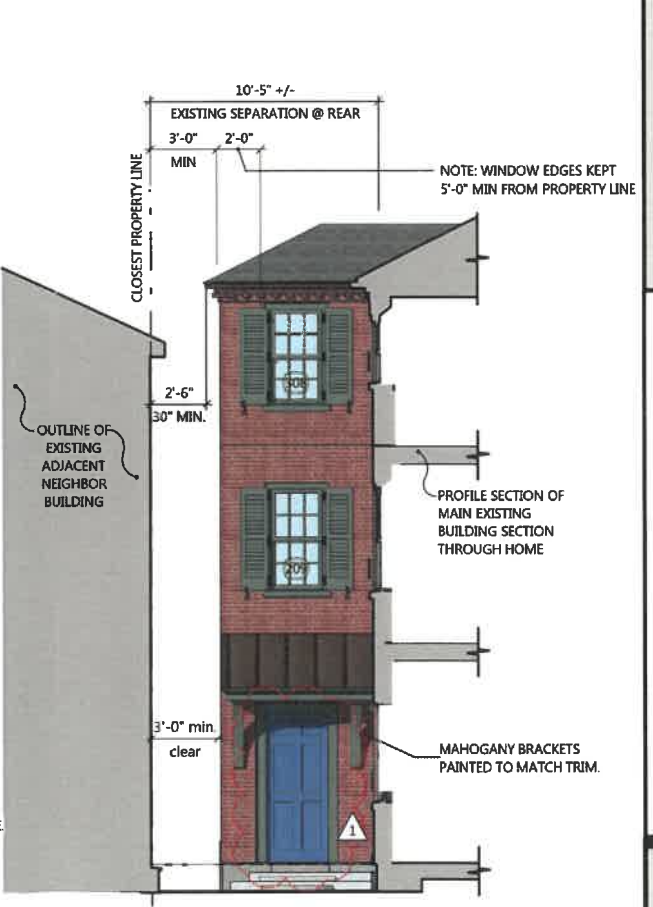 10'-5" +/-
EXISTING SEPARATION @ REAR
3'-0"
2'-0"
MIN
CLOSEST PROPERTY LINE
NOTE: WINDOW EDGES KEPT
5'-0" MIN FROM PROPERTY LINE
308
2'-6"
30" MIN.
OUTLINE OF
EXISTING
ADJACENT
NEIGHBOR
BUILDING
PROFILE SECTION OF
MAIN EXISTING
BUILDING SECTION
THROUGH HOME
209
3'-0" min.
clear
MAHOGANY BRACKETS
PAINTED TO MATCH TRIM.
1